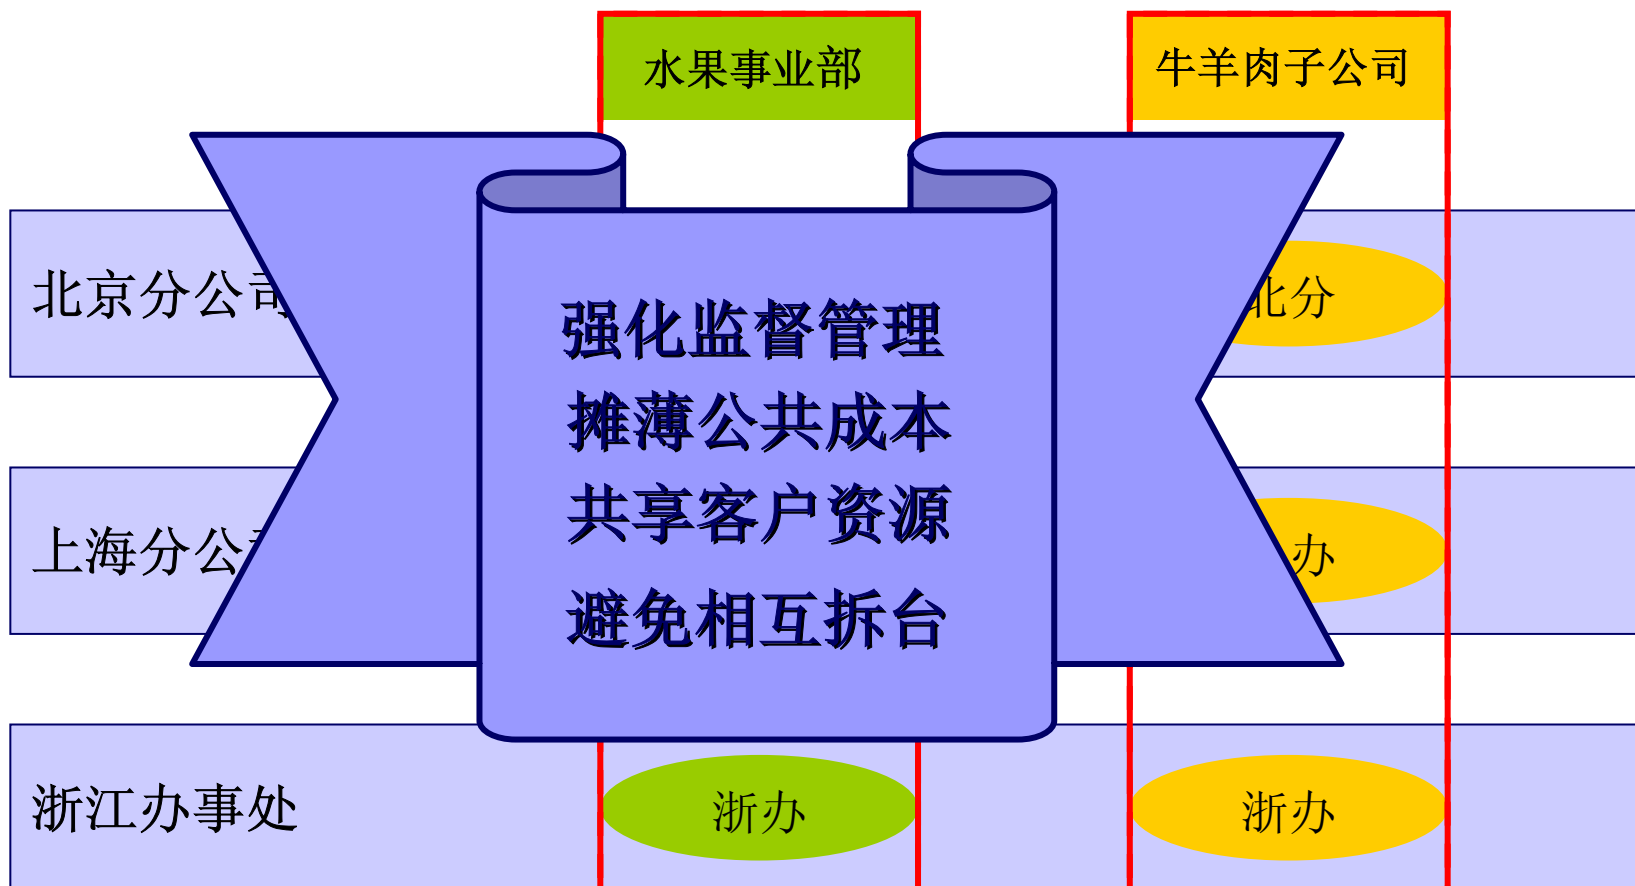 水果事业部
牛羊肉子公司
北京分公司
北分
强化监督管理
摊薄公共成本
共享客户资源
避免相互拆台
上海分公
办
浙江办事处
浙办
浙办